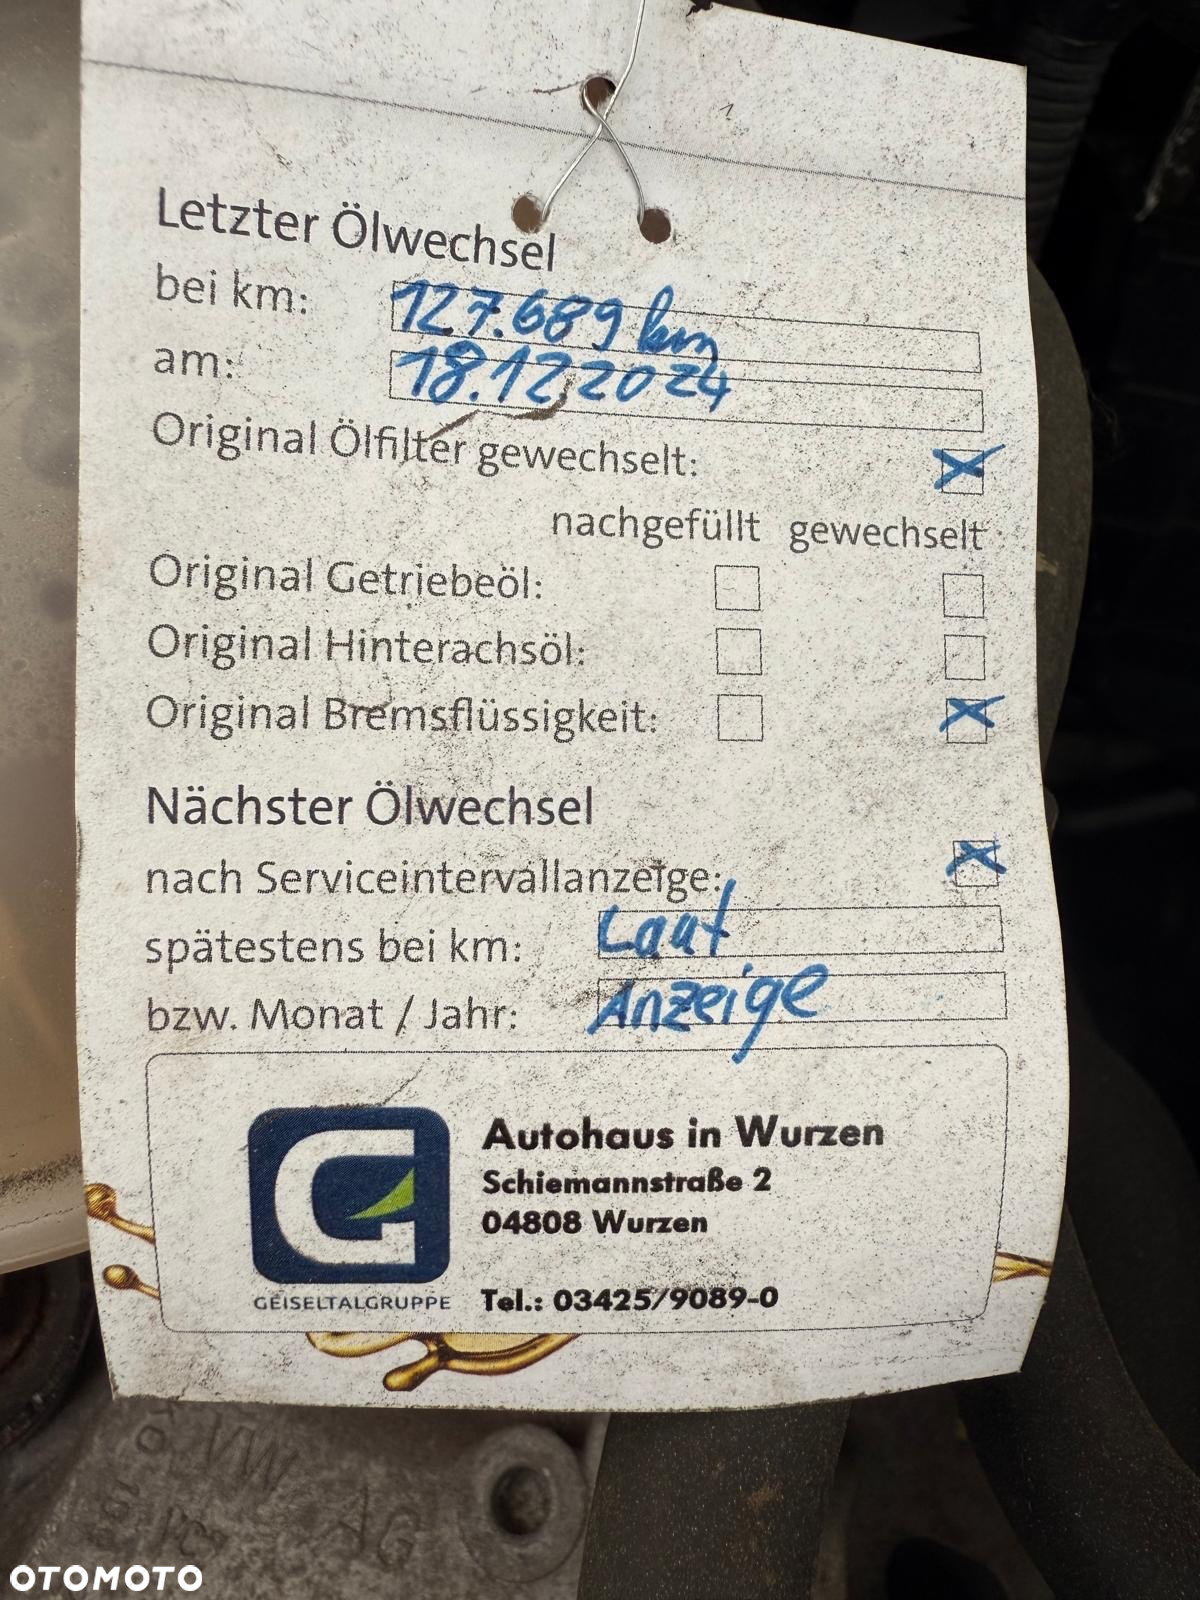 Letzter Ölwechsel
bei km: 127.689 km
am: 18.12.2024
Original Ölfilter gewechselt: X
nachgefüllt gewechselt
Original Getriebeöl:
Original Hinterachsöl:
Original Bremsflüssigkeit: X
Nächster Ölwechsel
nach Serviceintervallanzeige: X
spätestens bei km: Laut
bzw. Monat / Jahr: Anzeige
Autohaus in Wurzen
Schiemannstraße 2
04808 Wurzen
GEISELTALGRUPPE
Tel.: 03425/9089-0
VW AG
OTOMOTO